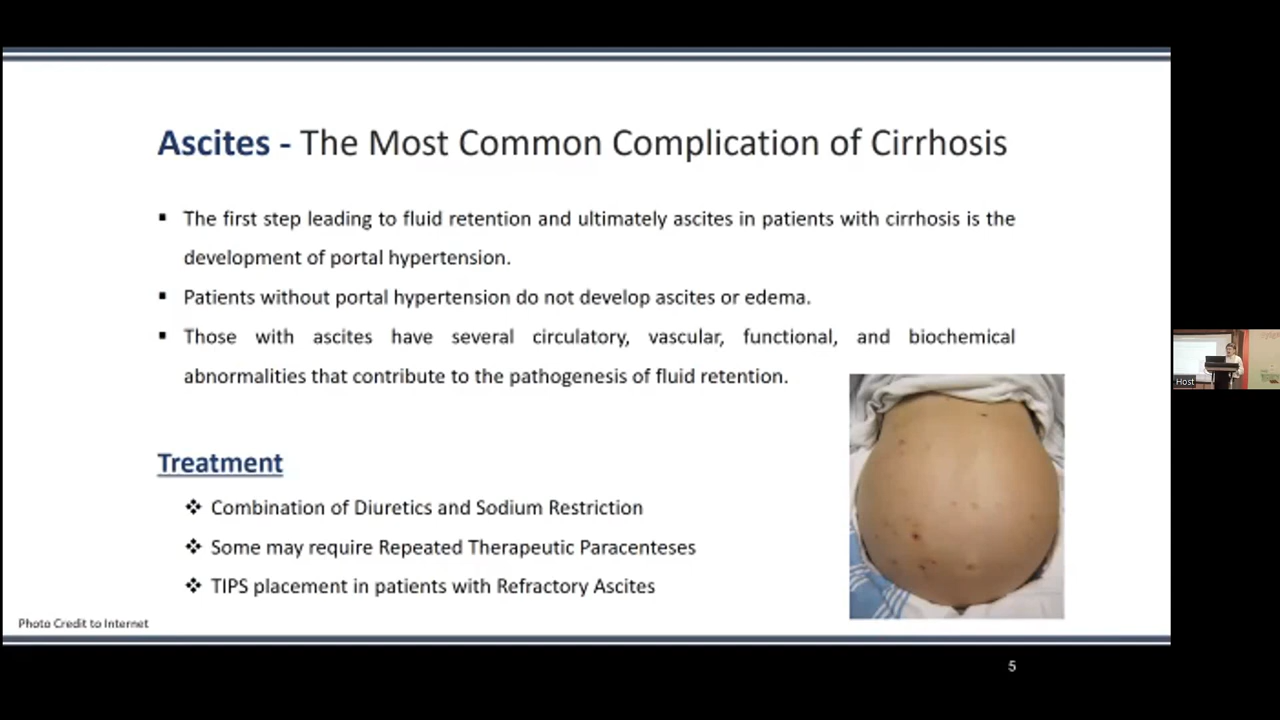 Ascites - The Most Common Complication of Cirrhosis
▪ The first step leading to fluid retention and ultimately ascites in patients with cirrhosis is the
development of portal hypertension.
▪ Patients without portal hypertension do not develop ascites or edema.
▪ Those with ascites have several circulatory, vascular, functional, and biochemical
abnormalities that contribute to the pathogenesis of fluid retention.
Treatment
❖ Combination of Diuretics and Sodium Restriction
❖ Some may require Repeated Therapeutic Paracenteses
❖ TIPS placement in patients with Refractory Ascites
Photo Credit to Internet
5
Host